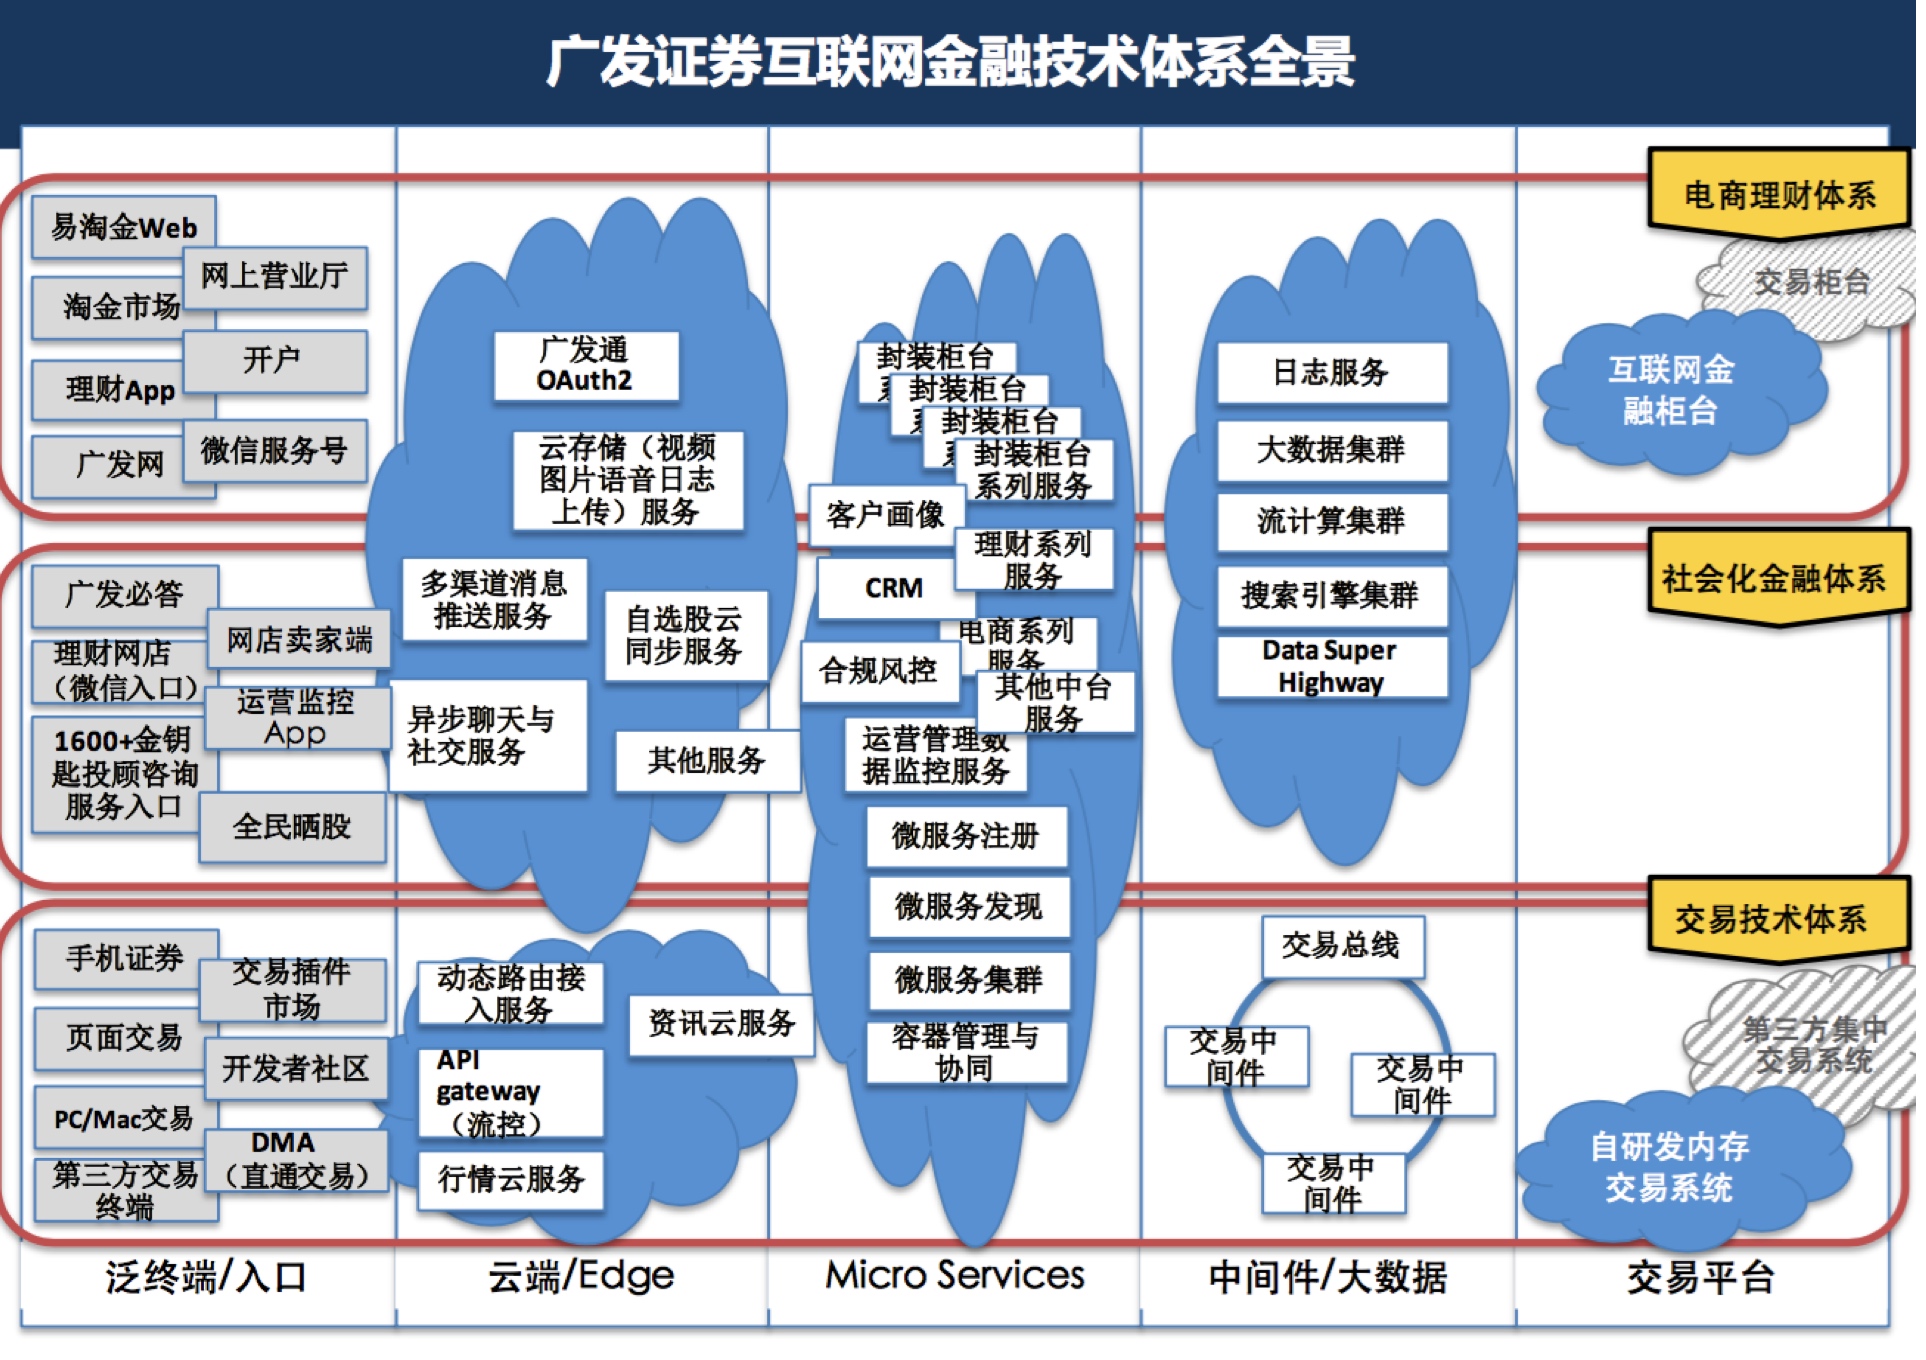 广发证券互联网金融技术体系全景
电商理财体系
易淘金Web
网上营业厅
淘金市场
开户
理财App
微信服务号
广发网
广发通
OAuth2
云存储（视频
图片语音日志
上传）服务
封装柜台
封装柜台
封装柜台
封装柜台
系列服务
客户画像
理财系列
服务
CRM
电商系列
服务
合规风控
其他中台
服务
运营管理数
据监控服务
微服务注册
微服务发现
微服务集群
容器管理与
协同
日志服务
大数据集群
流计算集群
搜索引擎集群
Data Super
Highway
交易柜台
互联网金
融柜台
社会化金融体系
广发必答
网店卖家端
理财网店
（微信入口）
运营监控
App
1600+金钥
匙投顾咨询
服务入口
全民晒股
多渠道消息
推送服务
自选股云
同步服务
异步聊天与
社交服务
其他服务
交易技术体系
手机证券
交易插件
市场
页面交易
开发者社区
PC/Mac交易
DMA
（直通交易）
第三方交易
终端
动态路由接
入服务
资讯云服务
API
gateway
（流控）
行情云服务
交易总线
交易中
间件
交易中
间件
交易中
间件
第三方集中
交易系统
自研发内存
交易系统
泛终端/入口
云端/Edge
Micro Services
中间件/大数据
交易平台